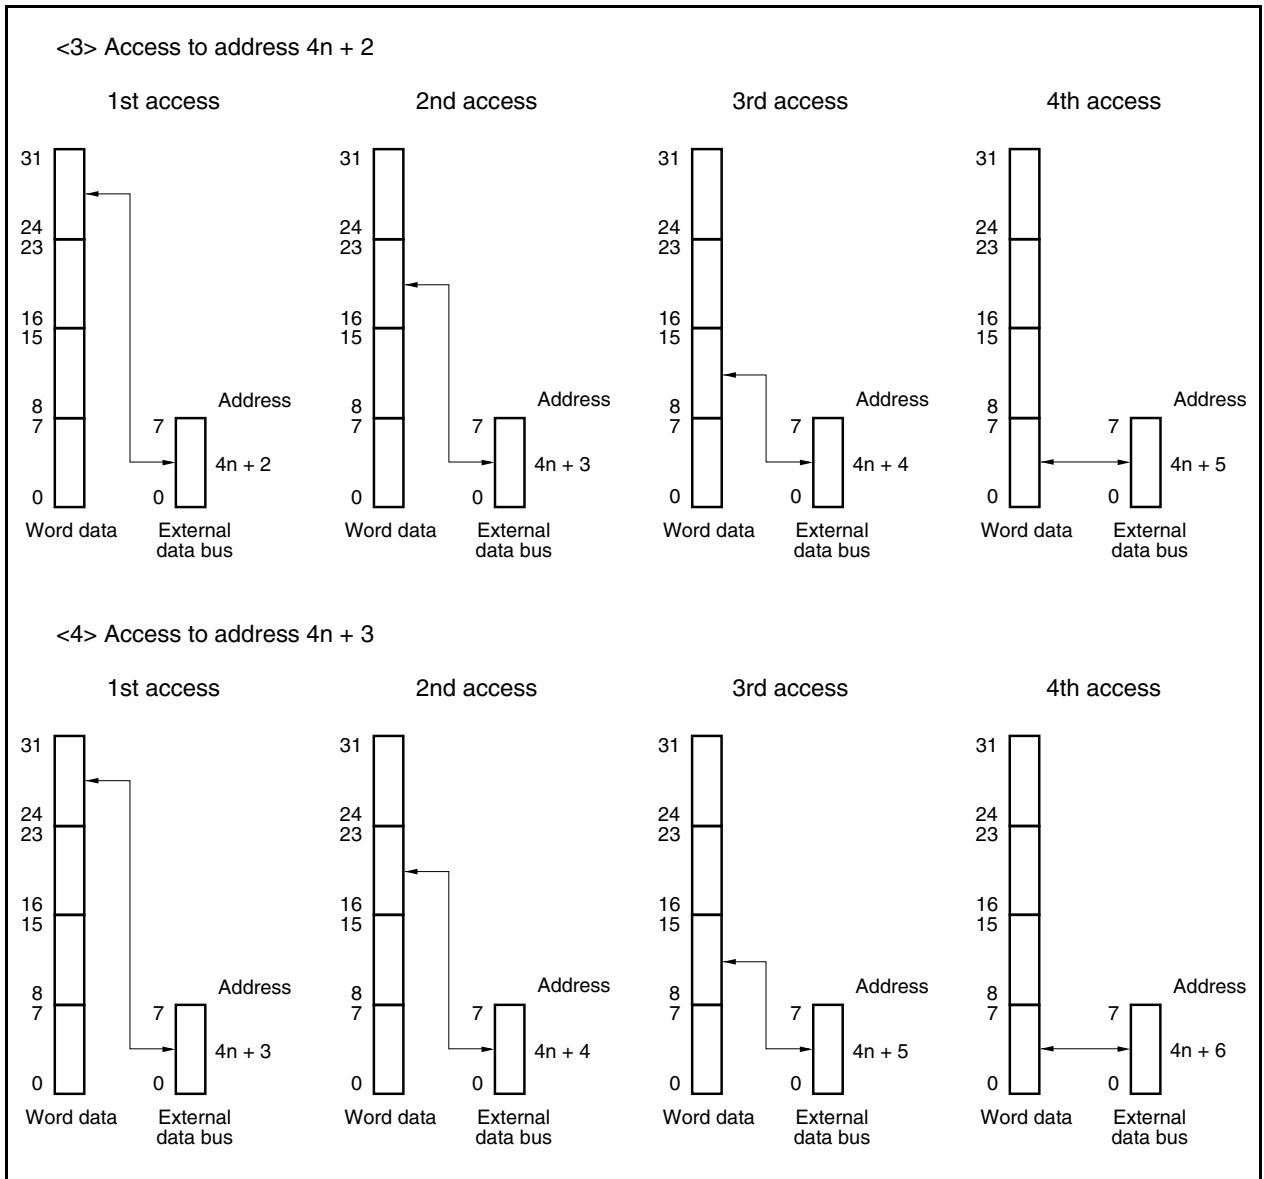 <3> Access to address 4n + 2
1st access
2nd access
3rd access
4th access
31
24
23
16
15
8
7
0
Word data
7
0
Address
4n + 2
External
data bus
31
24
23
16
15
8
7
0
Word data
7
0
Address
4n + 3
External
data bus
31
24
23
16
15
8
7
0
Word data
7
0
Address
4n + 4
External
data bus
31
24
23
16
15
8
7
0
Word data
7
0
Address
4n + 5
External
data bus
<4> Access to address 4n + 3
1st access
2nd access
3rd access
4th access
31
24
23
16
15
8
7
0
Word data
7
0
Address
4n + 3
External
data bus
31
24
23
16
15
8
7
0
Word data
7
0
Address
4n + 4
External
data bus
31
24
23
16
15
8
7
0
Word data
7
0
Address
4n + 5
External
data bus
31
24
23
16
15
8
7
0
Word data
7
0
Address
4n + 6
External
data bus